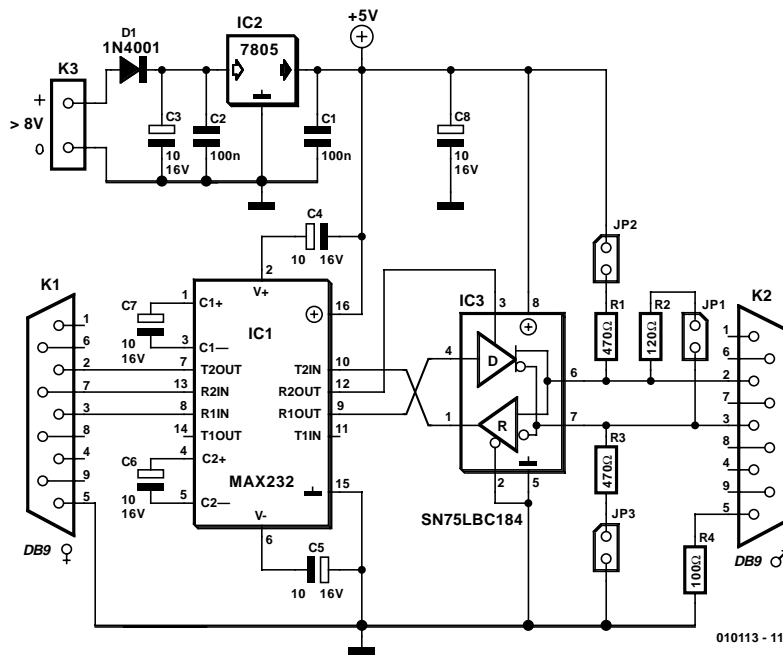 +5V
D1
1N4001
IC2
7805
K3
+
> 8V
0
C3
10
16V
C2
100n
C1
100n
C8
10
16V
C4
10 16V
JP2
K1
1
6
2
7
3
8
4
9
5
DB9 ♀
C7
10
16V
C6
10
16V
2
V+
1 C1+
3 C1—
7 T2OUT
13 R2IN
8 R1IN
14 T1OUT
4 C2+
5 C2—
IC1
MAX232
16
T2IN 10
R2OUT 12
R1OUT 9
T1IN 11
15
V-
6
C5
10 16V
IC3
3
8
4
D
1
R
6
7
2
5
SN75LBC184
R1
470Ω
R2
120Ω
JP1
R3
470Ω
JP3
R4
100Ω
K2
1
6
2
7
3
8
4
9
5
DB9 ♂
010113 - 11